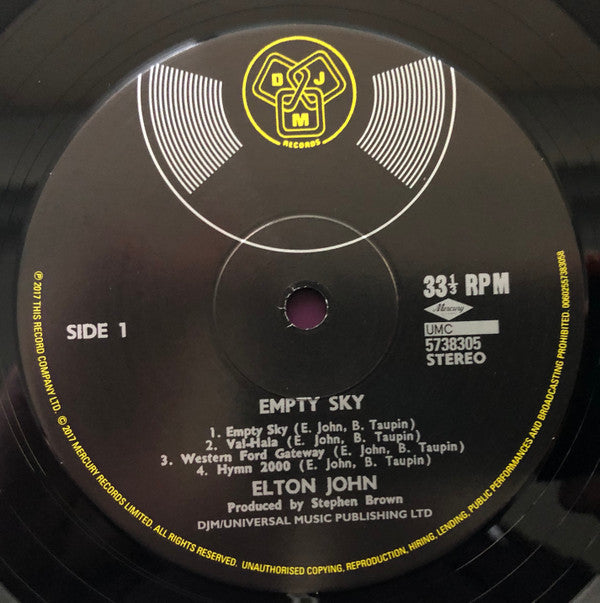 D J M
RECORDS
33⅓ RPM
Mercury
SIDE 1
UMC
5738305
STEREO
EMPTY SKY
1. Empty Sky (E. John, B. Taupin)
2. Val-Hala (E. John, B. Taupin)
3. Western Ford Gateway (E. John, B. Taupin)
4. Hymn 2000 (E. John, B. Taupin)
ELTON JOHN
Produced by Stephen Brown
DJM/UNIVERSAL MUSIC PUBLISHING LTD
℗ 2017 THIS RECORD COMPANY LTD. © 2017 MERCURY RECORDS LIMITED. ALL RIGHTS RESERVED. UNAUTHORISED COPYING, REPRODUCTION, HIRING, LENDING, PUBLIC PERFORMANCES AND BROADCASTING PROHIBITED. 00602557383058